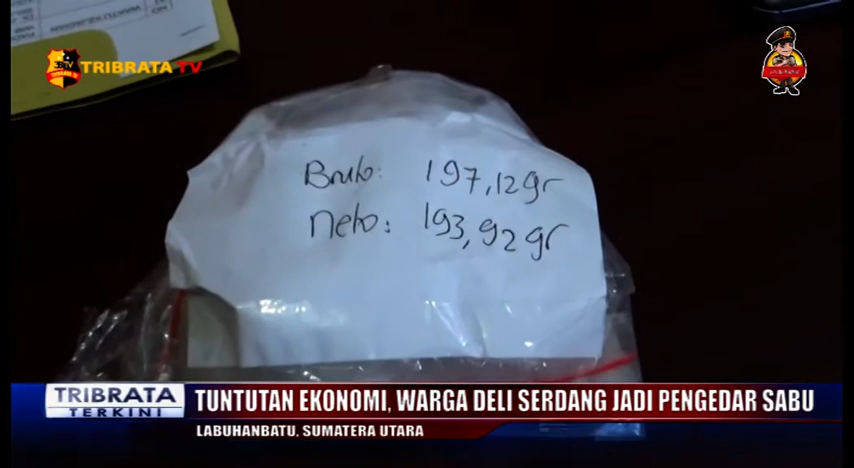 TRIBRATA TV
Bruto: 197,12gr
Neto: 193,92gr
TRIBRATA
TERKINI
TUNTUTAN EKONOMI, WARGA DELI SERDANG JADI PENGEDAR SABU
LABUHANBATU, SUMATERA UTARA